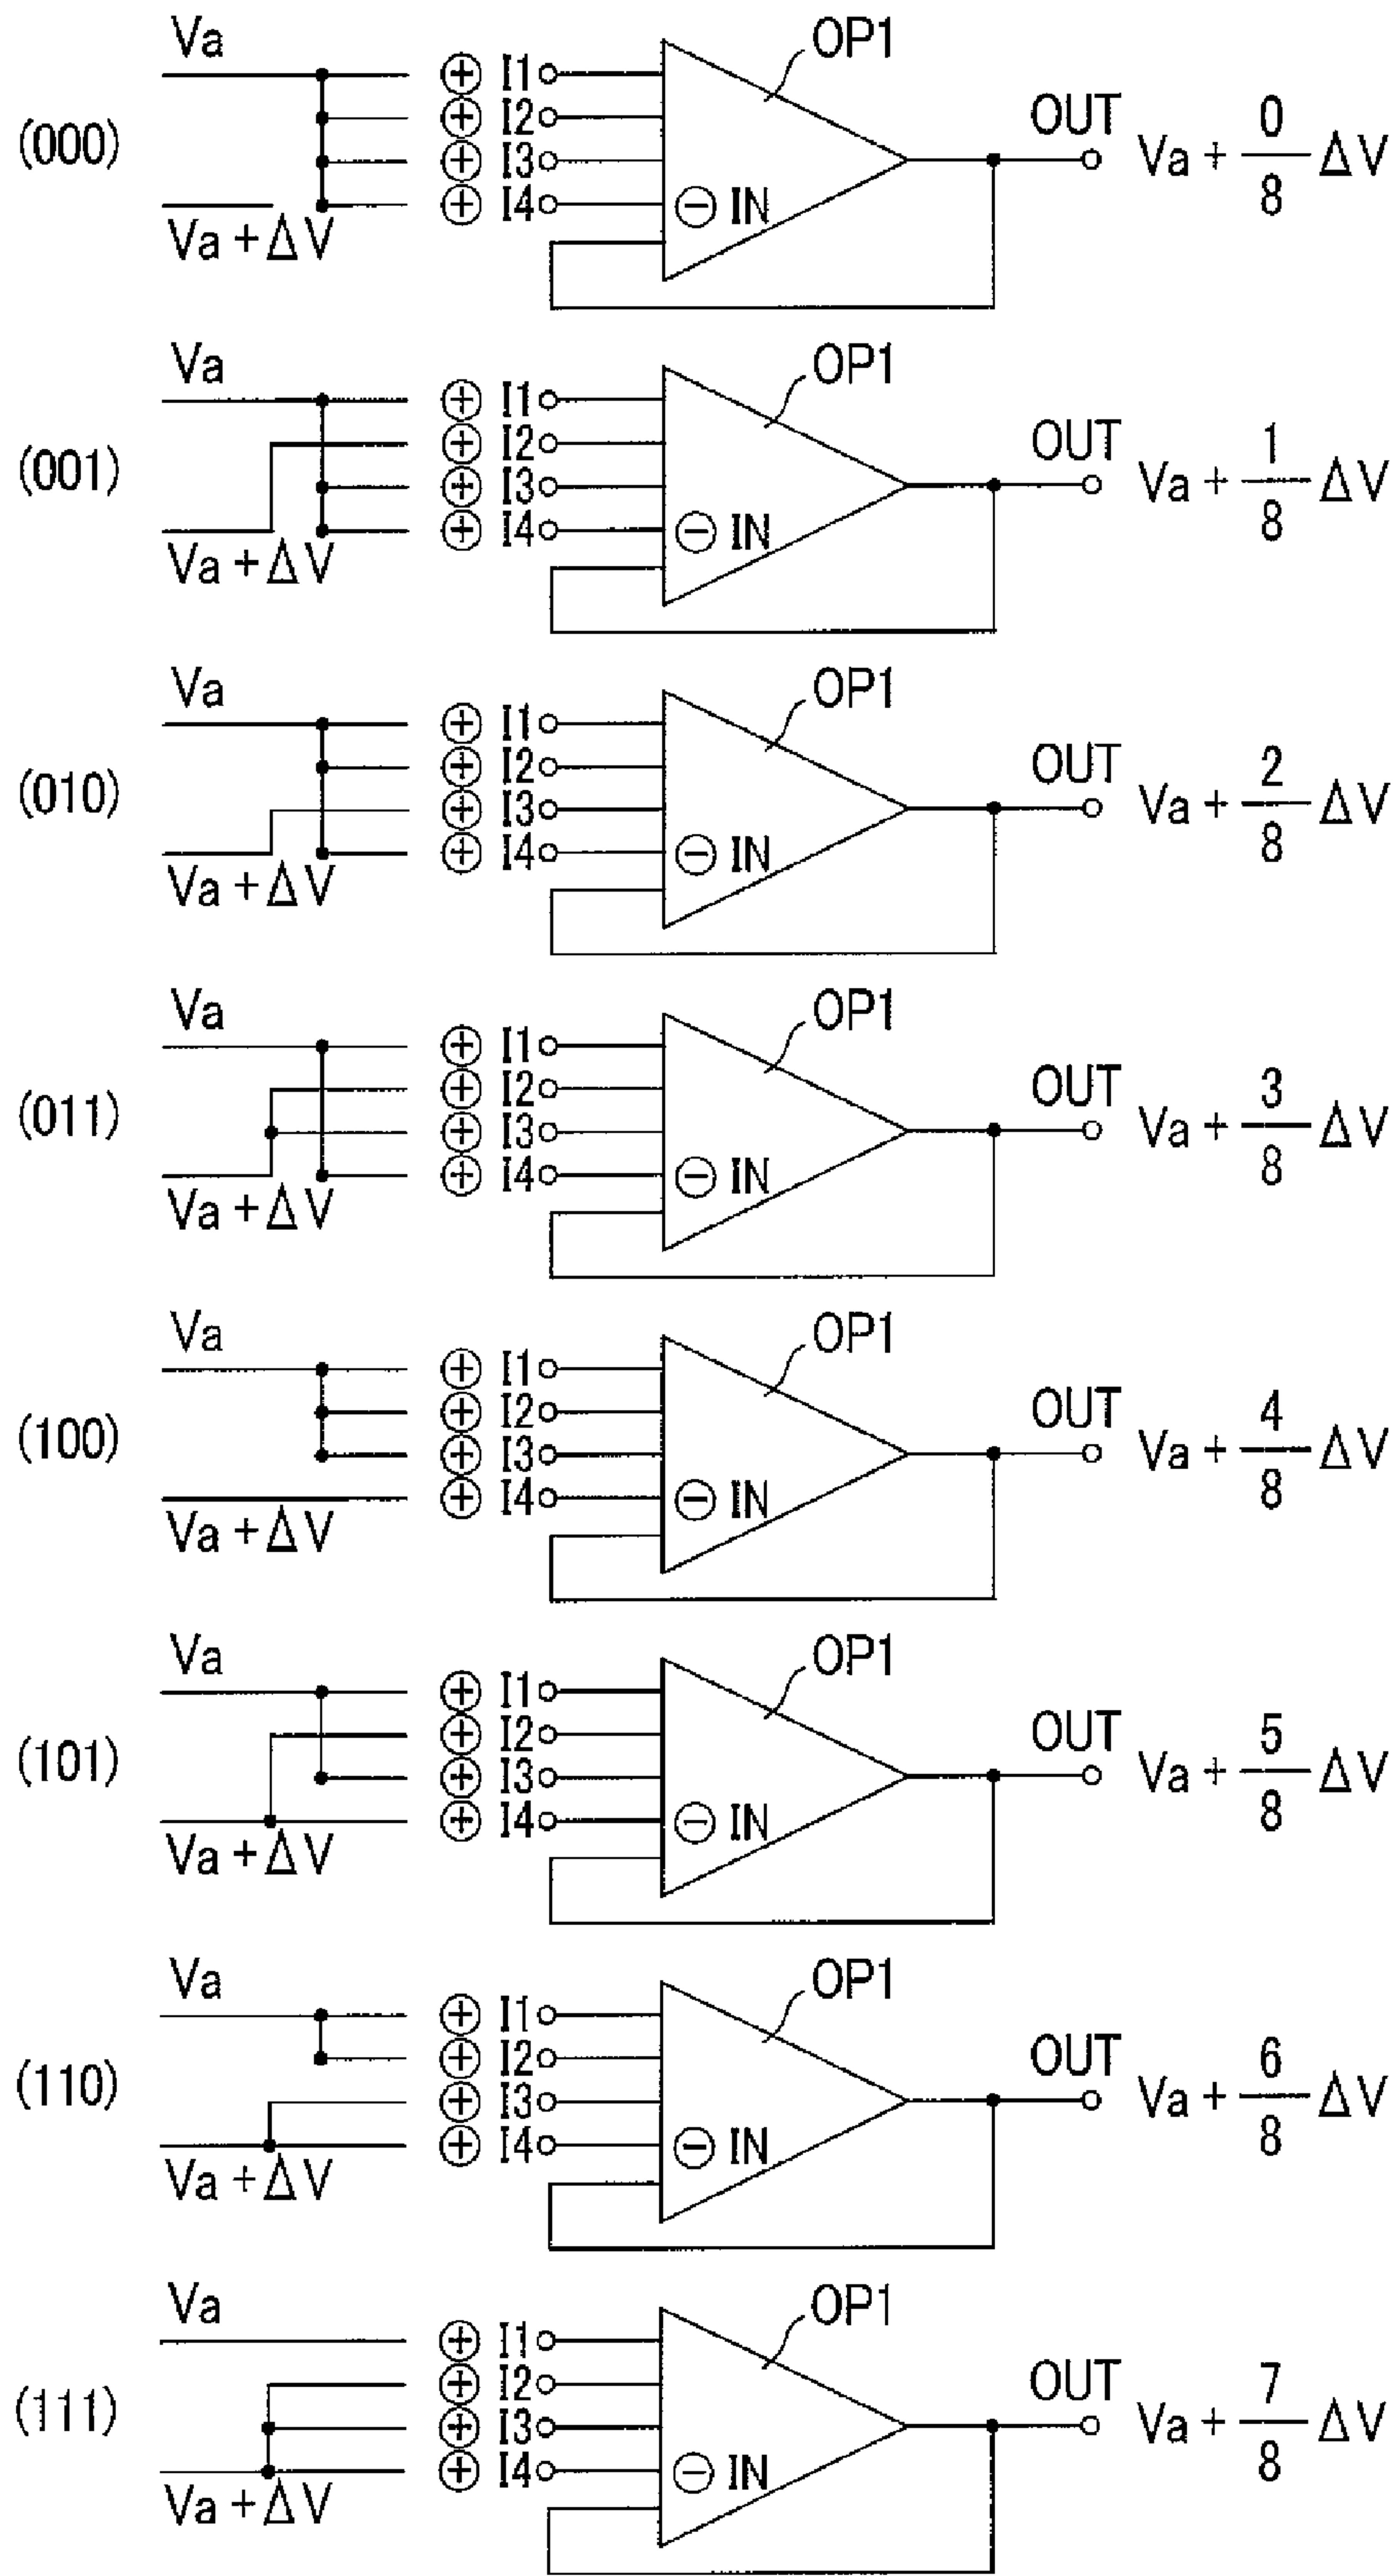 Va
OP1
(000)
⊕ I1
⊕ I2
⊕ I3
⊕ I4
⊖ IN
Va + ΔV
OUT
Va + 0/8 ΔV
Va
OP1
(001)
⊕ I1
⊕ I2
⊕ I3
⊕ I4
⊖ IN
Va + ΔV
OUT
Va + 1/8 ΔV
Va
OP1
(010)
⊕ I1
⊕ I2
⊕ I3
⊕ I4
⊖ IN
Va + ΔV
OUT
Va + 2/8 ΔV
Va
OP1
(011)
⊕ I1
⊕ I2
⊕ I3
⊕ I4
⊖ IN
Va + ΔV
OUT
Va + 3/8 ΔV
Va
OP1
(100)
⊕ I1
⊕ I2
⊕ I3
⊕ I4
⊖ IN
Va + ΔV
OUT
Va + 4/8 ΔV
Va
OP1
(101)
⊕ I1
⊕ I2
⊕ I3
⊕ I4
⊖ IN
Va + ΔV
OUT
Va + 5/8 ΔV
Va
OP1
(110)
⊕ I1
⊕ I2
⊕ I3
⊕ I4
⊖ IN
Va + ΔV
OUT
Va + 6/8 ΔV
Va
OP1
(111)
⊕ I1
⊕ I2
⊕ I3
⊕ I4
⊖ IN
Va + ΔV
OUT
Va + 7/8 ΔV